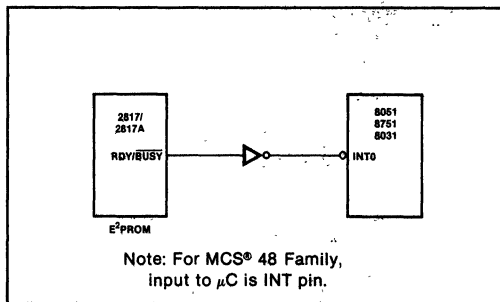 2817/
2817A
RDY/BUSY
E²PROM
8051
8751
8031
INT0
Note: For MCS® 48 Family,
input to μC is INT pin.